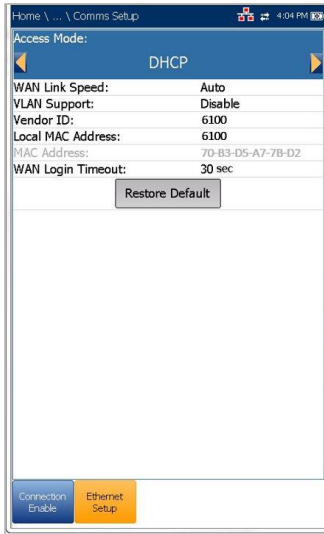 Home \ ... \ Comms Setup 4:04 PM
Access Mode:
DHCP
WAN Link Speed: Auto
VLAN Support: Disable
Vendor ID: 6100
Local MAC Address: 6100
MAC Address: 70-B3-D5-A7-7B-D2
WAN Login Timeout: 30 sec
Restore Default
Connection Enable
Ethernet Setup